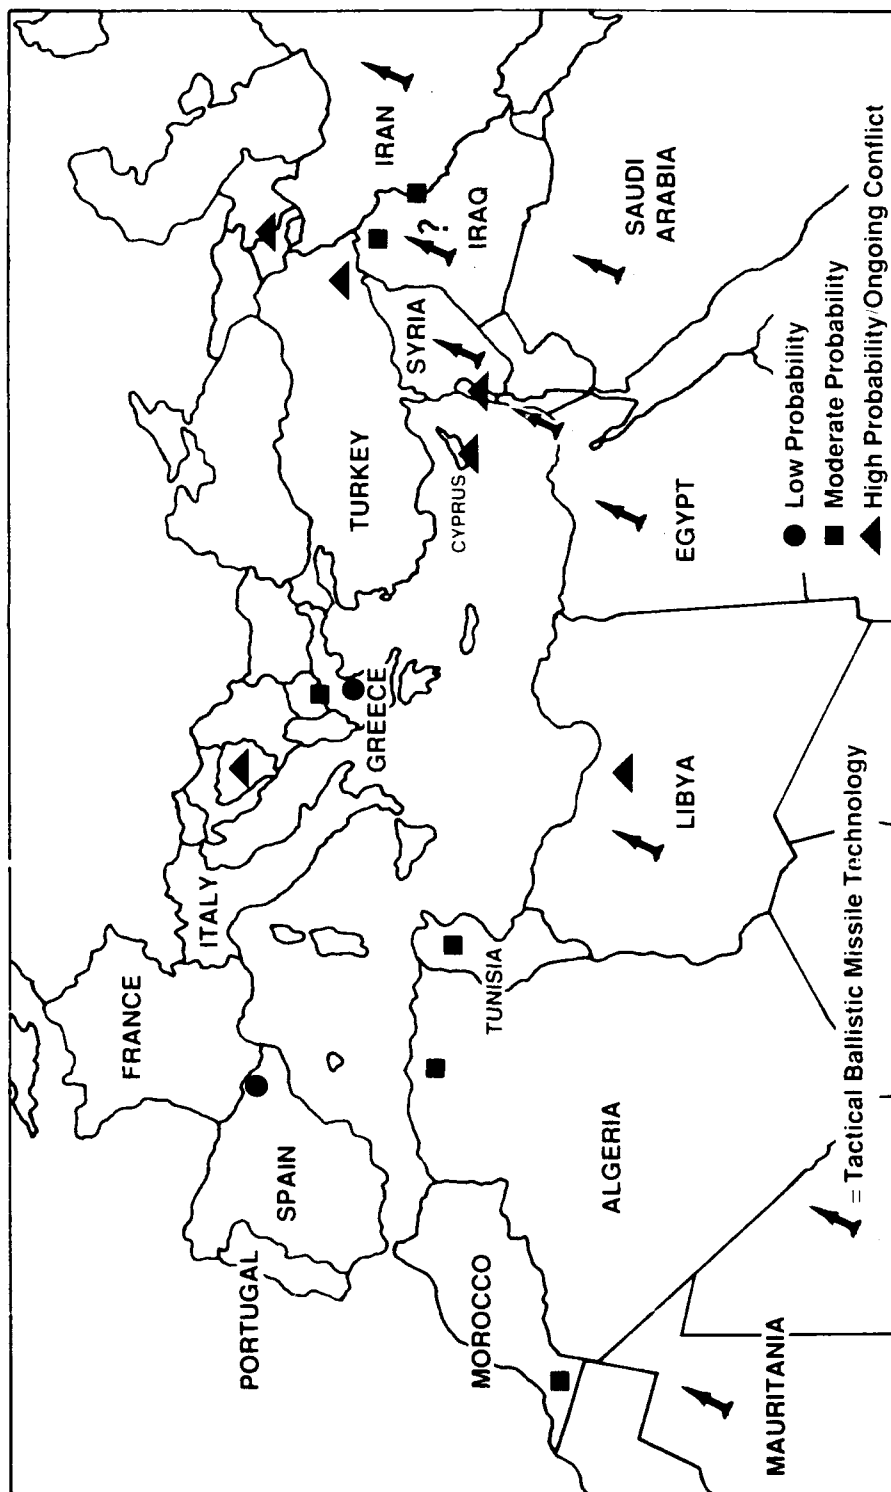 FRANCE
PORTUGAL
SPAIN
ITALY
GREECE
TURKEY
CYPRUS
SYRIA
IRAN
?
IRAQ
MOROCCO
TUNISIA
ALGERIA
LIBYA
EGYPT
SAUDI
ARABIA
MAURITANIA
= Tactical Ballistic Missile Technology
Low Probability
Moderate Probability
High Probability/Ongoing Conflict